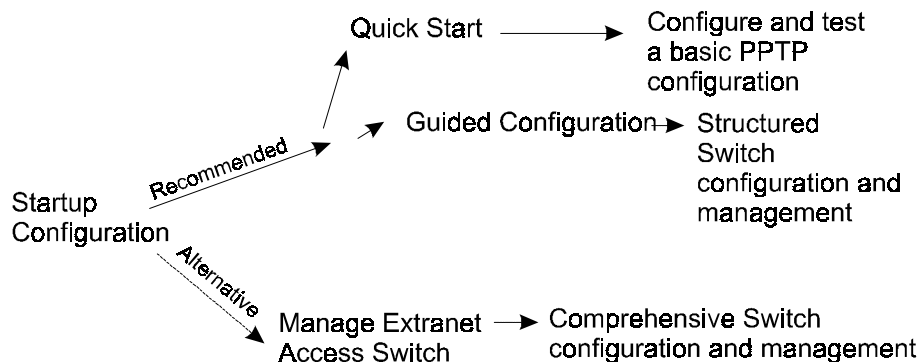 Quick Start
Configure and test
a basic PPTP
configuration
Guided Configuration
Structured
Switch
configuration and
management
Recommended
Startup
Configuration
Alternative
Manage Extranet
Access Switch
Comprehensive Switch
configuration and management